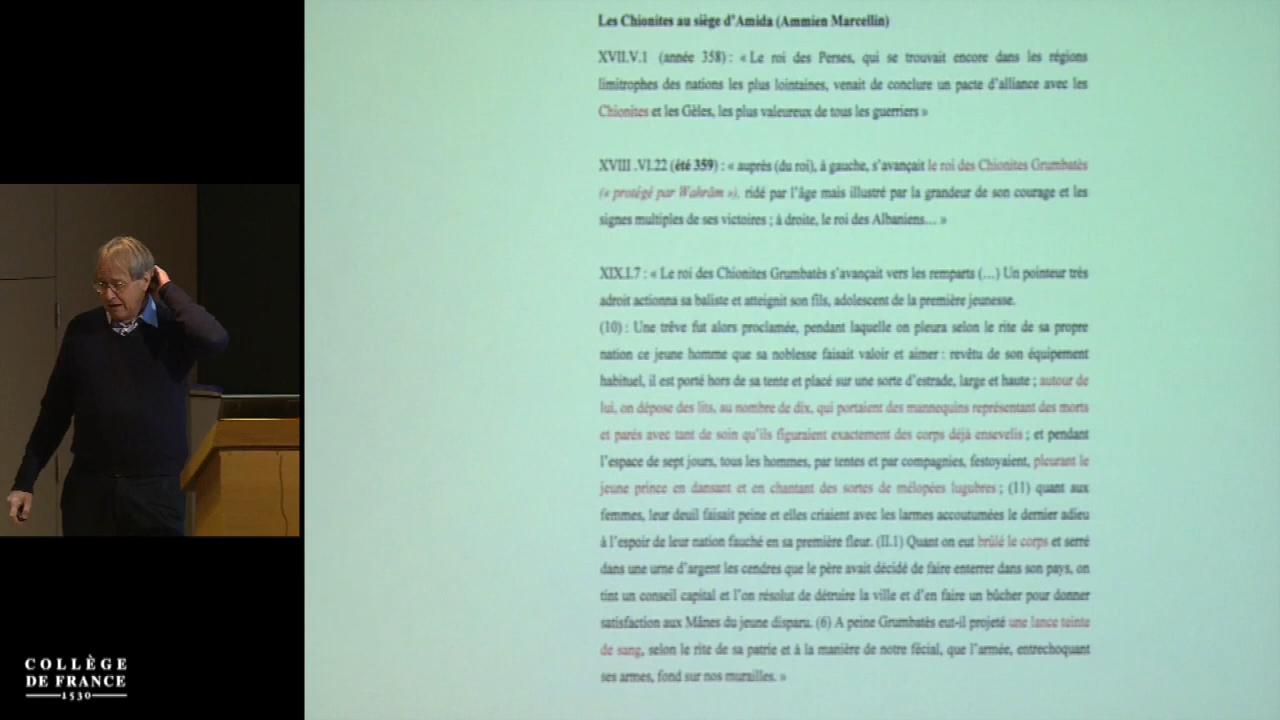 Les Chionites au siège d'Amida (Ammien Marcellin)
XVII.V.1 (année 358) : « Le roi des Perses, qui se trouvait encore dans les régions
limitrophes des nations les plus lointaines, venait de conclure un pacte d'alliance avec les
Chionites et les Gèles, les plus valeureux de tous les guerriers »
XVIII .VI.22 (été 359) : « auprès (du roi), à gauche, s'avançait le roi des Chionites Grumbatès
(« protégé par Wahrâm »), ridé par l'âge mais illustré par la grandeur de son courage et les
signes multiples de ses victoires ; à droite, le roi des Albaniens... »
XIX.I.7 : « Le roi des Chionites Grumbatès s'avançait vers les remparts (...) Un pointeur très
adroit actionna sa baliste et atteignit son fils, adolescent de la première jeunesse.
(10) : Une trêve fut alors proclamée, pendant laquelle on pleura selon le rite de sa propre
nation ce jeune homme que sa noblesse faisait valoir et aimer : revêtu de son équipement
habituel, il est porté hors de sa tente et placé sur une sorte d'estrade, large et haute ; autour de
lui, on dépose des lits, au nombre de dix, qui portaient des mannequins représentant des morts
et parés avec tant de soin qu'ils figuraient exactement des corps déjà ensevelis ; et pendant
l'espace de sept jours, tous les hommes, par tentes et par compagnies, festoyaient, pleurant le
jeune prince en dansant et en chantant des sortes de mélopées lugubres ; (11) quant aux
femmes, leur deuil faisait peine et elles criaient avec les larmes accoutumées le dernier adieu
à l'espoir de leur nation fauché en sa première fleur. (II.1) Quant on eut brûlé le corps et serré
dans une urne d'argent les cendres que le père avait décidé de faire enterrer dans son pays, on
tint un conseil capital et l'on résolut de détruire la ville et d'en faire un bûcher pour donner
satisfaction aux Mânes du jeune disparu. (6) A peine Grumbatès eut-il projeté une lance teinte
de sang, selon le rite de sa patrie et à la manière de notre fécial, que l'armée, entrechoquant
ses armes, fond sur nos murailles. »
COLLÈGE
DE FRANCE
1530